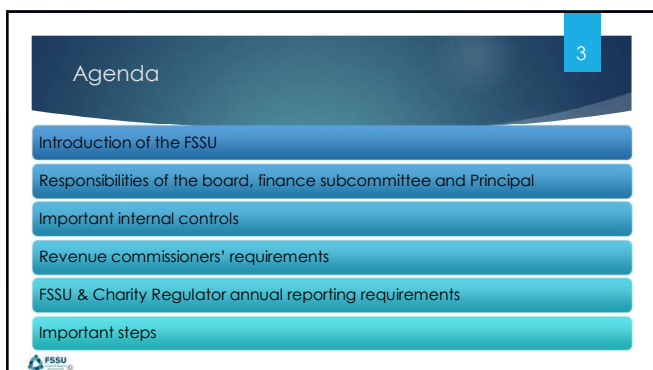 3
Agenda
Introduction of the FSSU
Responsibilities of the board, finance subcommittee and Principal
Important internal controls
Revenue commissioners' requirements
FSSU & Charity Regulator annual reporting requirements
Important steps
FSSU